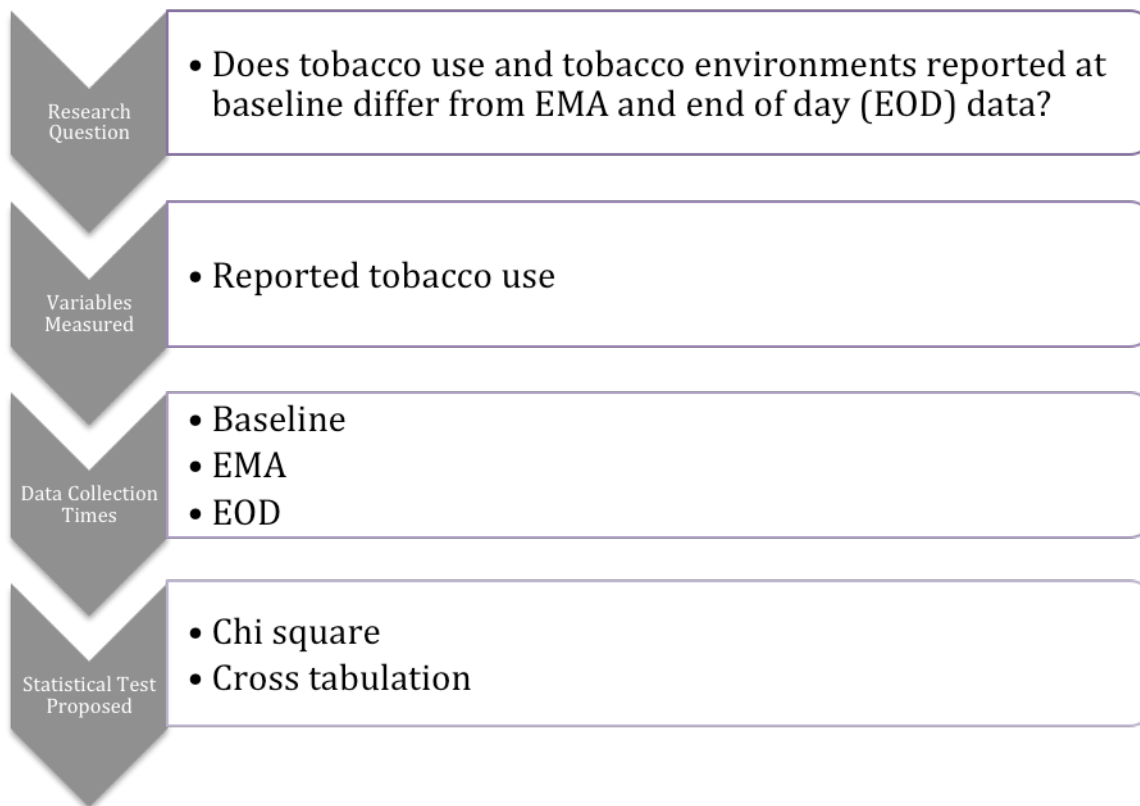 Research
Question
• Does tobacco use and tobacco environments reported at
baseline differ from EMA and end of day (EOD) data?
Variables
Measured
• Reported tobacco use
Data Collection
Times
• Baseline
• EMA
• EOD
Statistical Test
Proposed
• Chi square
• Cross tabulation